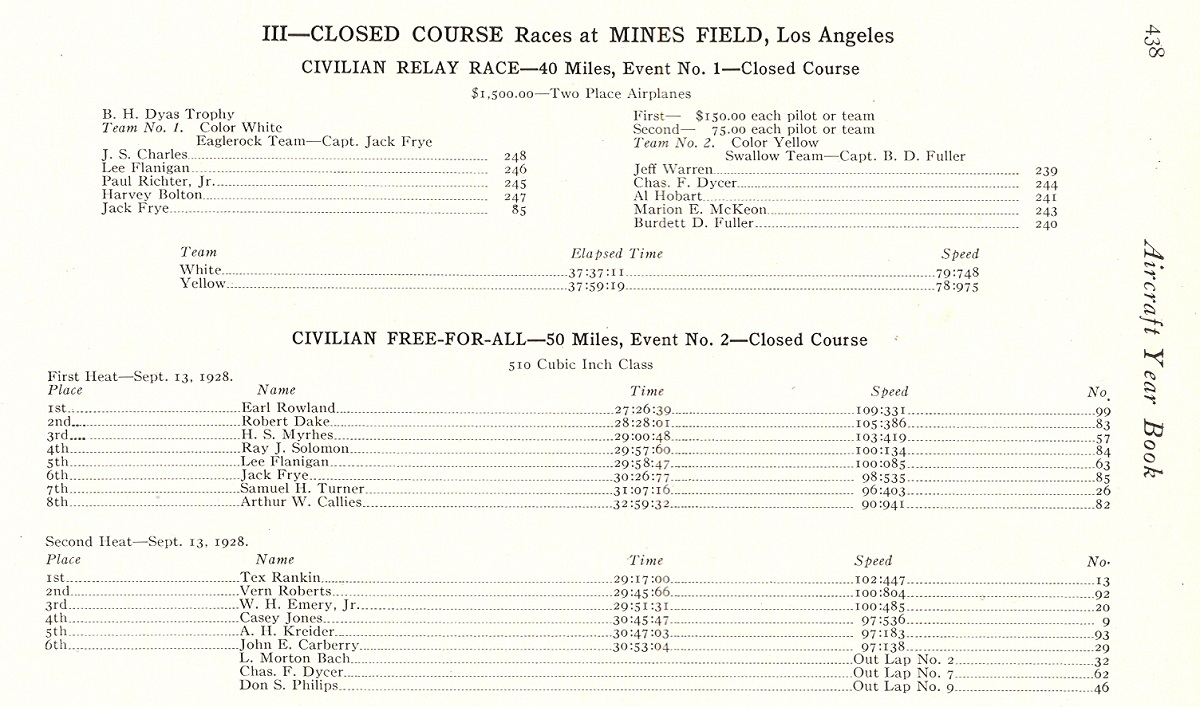 III—CLOSED COURSE Races at MINES FIELD, Los Angeles
CIVILIAN RELAY RACE—40 Miles, Event No. 1—Closed Course
$1,500.00—Two Place Airplanes
B. H. Dyas Trophy
Team No. 1. Color White
Eaglerock Team—Capt. Jack Frye
J. S. Charles 248
Lee Flanigan 246
Paul Richter, Jr. 245
Harvey Bolton 247
Jack Frye 85
First— $150.00 each pilot or team
Second— 75.00 each pilot or team
Team No. 2. Color Yellow
Swallow Team—Capt. B. D. Fuller
Jeff Warren 239
Chas. F. Dycer 244
Al Hobart 241
Marion E. McKeon 243
Burdett D. Fuller 240
Team Elapsed Time Speed
White 37:37:11 79:748
Yellow 37:59:19 78:975
CIVILIAN FREE-FOR-ALL—50 Miles, Event No. 2—Closed Course
510 Cubic Inch Class
First Heat—Sept. 13, 1928.
Place Name Time Speed No.
1st Earl Rowland 27:26:39 109:331 99
2nd Robert Dake 28:28:01 105:386 83
3rd H. S. Myrhes 29:00:48 103:419 57
4th Ray J. Solomon 29:57:60 100:134 84
5th Lee Flanigan 29:58:47 100:085 63
6th Jack Frye 30:26:77 98:535 85
7th Samuel H. Turner 31:07:16 96:403 26
8th Arthur W. Callies 32:59:32 90:941 82
Second Heat—Sept. 13, 1928.
Place Name Time Speed No.
1st Tex Rankin 29:17:00 102:447 13
2nd Vern Roberts 29:45:66 100:804 92
3rd W. H. Emery, Jr. 29:51:31 100:485 20
4th Casey Jones 30:45:47 97:536 9
5th A. H. Kreider 30:47:03 97:183 93
6th John E. Carberry 30:53:04 97:138 29
L. Morton Bach Out Lap No. 2 32
Chas. F. Dycer Out Lap No. 7 62
Don S. Philips Out Lap No. 9 46
438
Aircraft Year Book